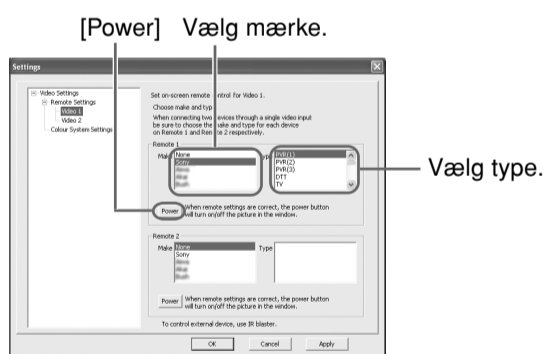 [Power] Vælg mærke.
Settings
Video Settings
Remote Settings
Video 1
Video 2
Colour System Settings
Set on-screen remote control for Video 1.
Choose make and typ
When connecting two devices through a single video input
be sure to choose the make and type for each device
on Remote 1 and Remote 2 respectively.
Remote 1
Make
None
Sony
PVR(1)
PVR(2)
PVR(3)
DTT
TV
Vælg type.
Power
When remote settings are correct, the power button
will turn on/off the picture in the window.
Remote 2
Make
None
Sony
Type
Power
When remote settings are correct, the power button
will turn on/off the picture in the window.
To control external device, use IR blaster.
OK Cancel Apply